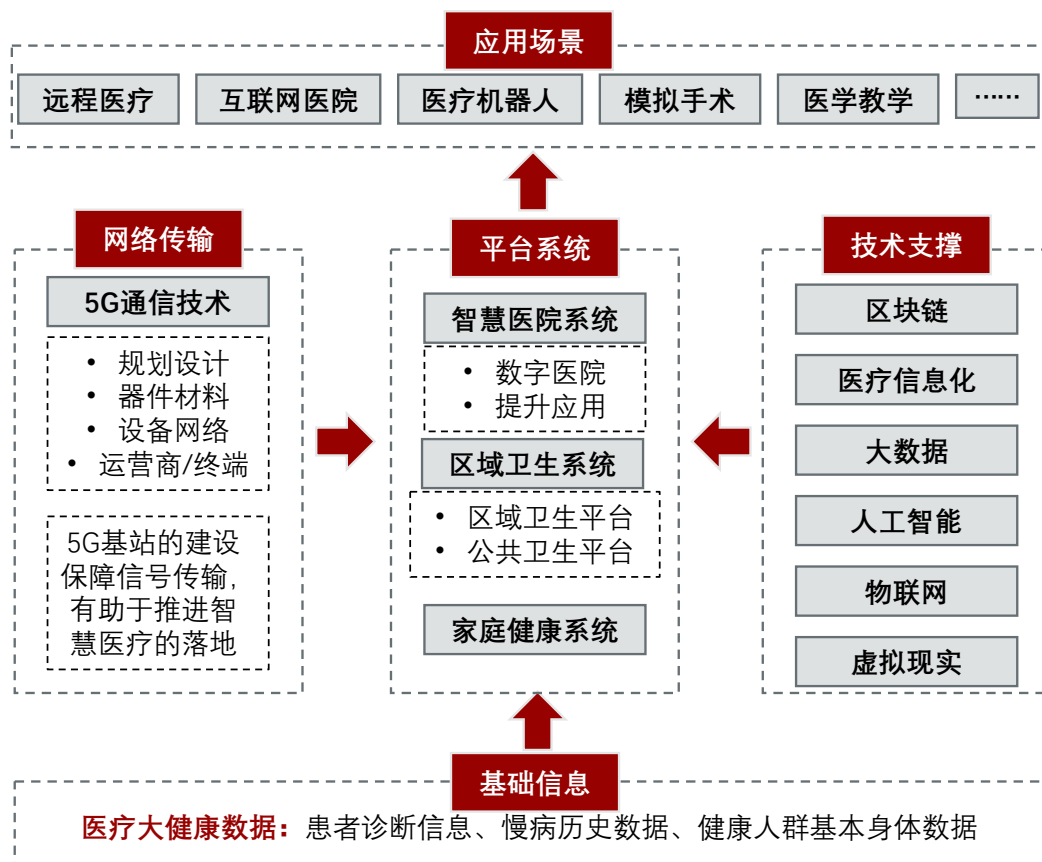 应用场景
远程医疗
互联网医院
医疗机器人
模拟手术
医学教学
……
网络传输
5G通信技术
• 规划设计
• 器件材料
• 设备网络
• 运营商/终端
5G基站的建设
保障信号传输,
有助于推进智
慧医疗的落地
平台系统
智慧医院系统
• 数字医院
• 提升应用
区域卫生系统
• 区域卫生平台
• 公共卫生平台
家庭健康系统
技术支撑
区块链
医疗信息化
大数据
人工智能
物联网
虚拟现实
基础信息
医疗大健康数据：患者诊断信息、慢病历史数据、健康人群基本身体数据